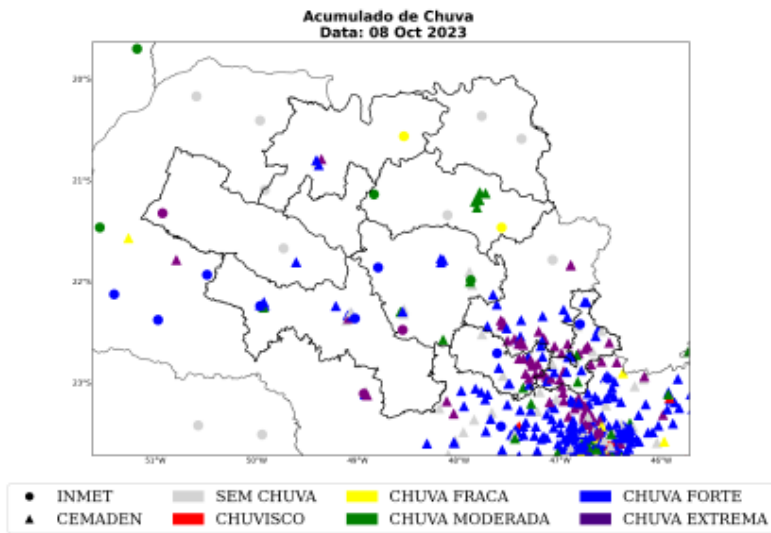 Acumulado de Chuva
Data: 08 Oct 2023
20°S
21°S
22°S
23°S
51°W 50°W 49°W 48°W 47°W 46°W
INMET SEM CHUVA CHUVA FRACA CHUVA FORTE
CEMADEN CHUVISCO CHUVA MODERADA CHUVA EXTREMA